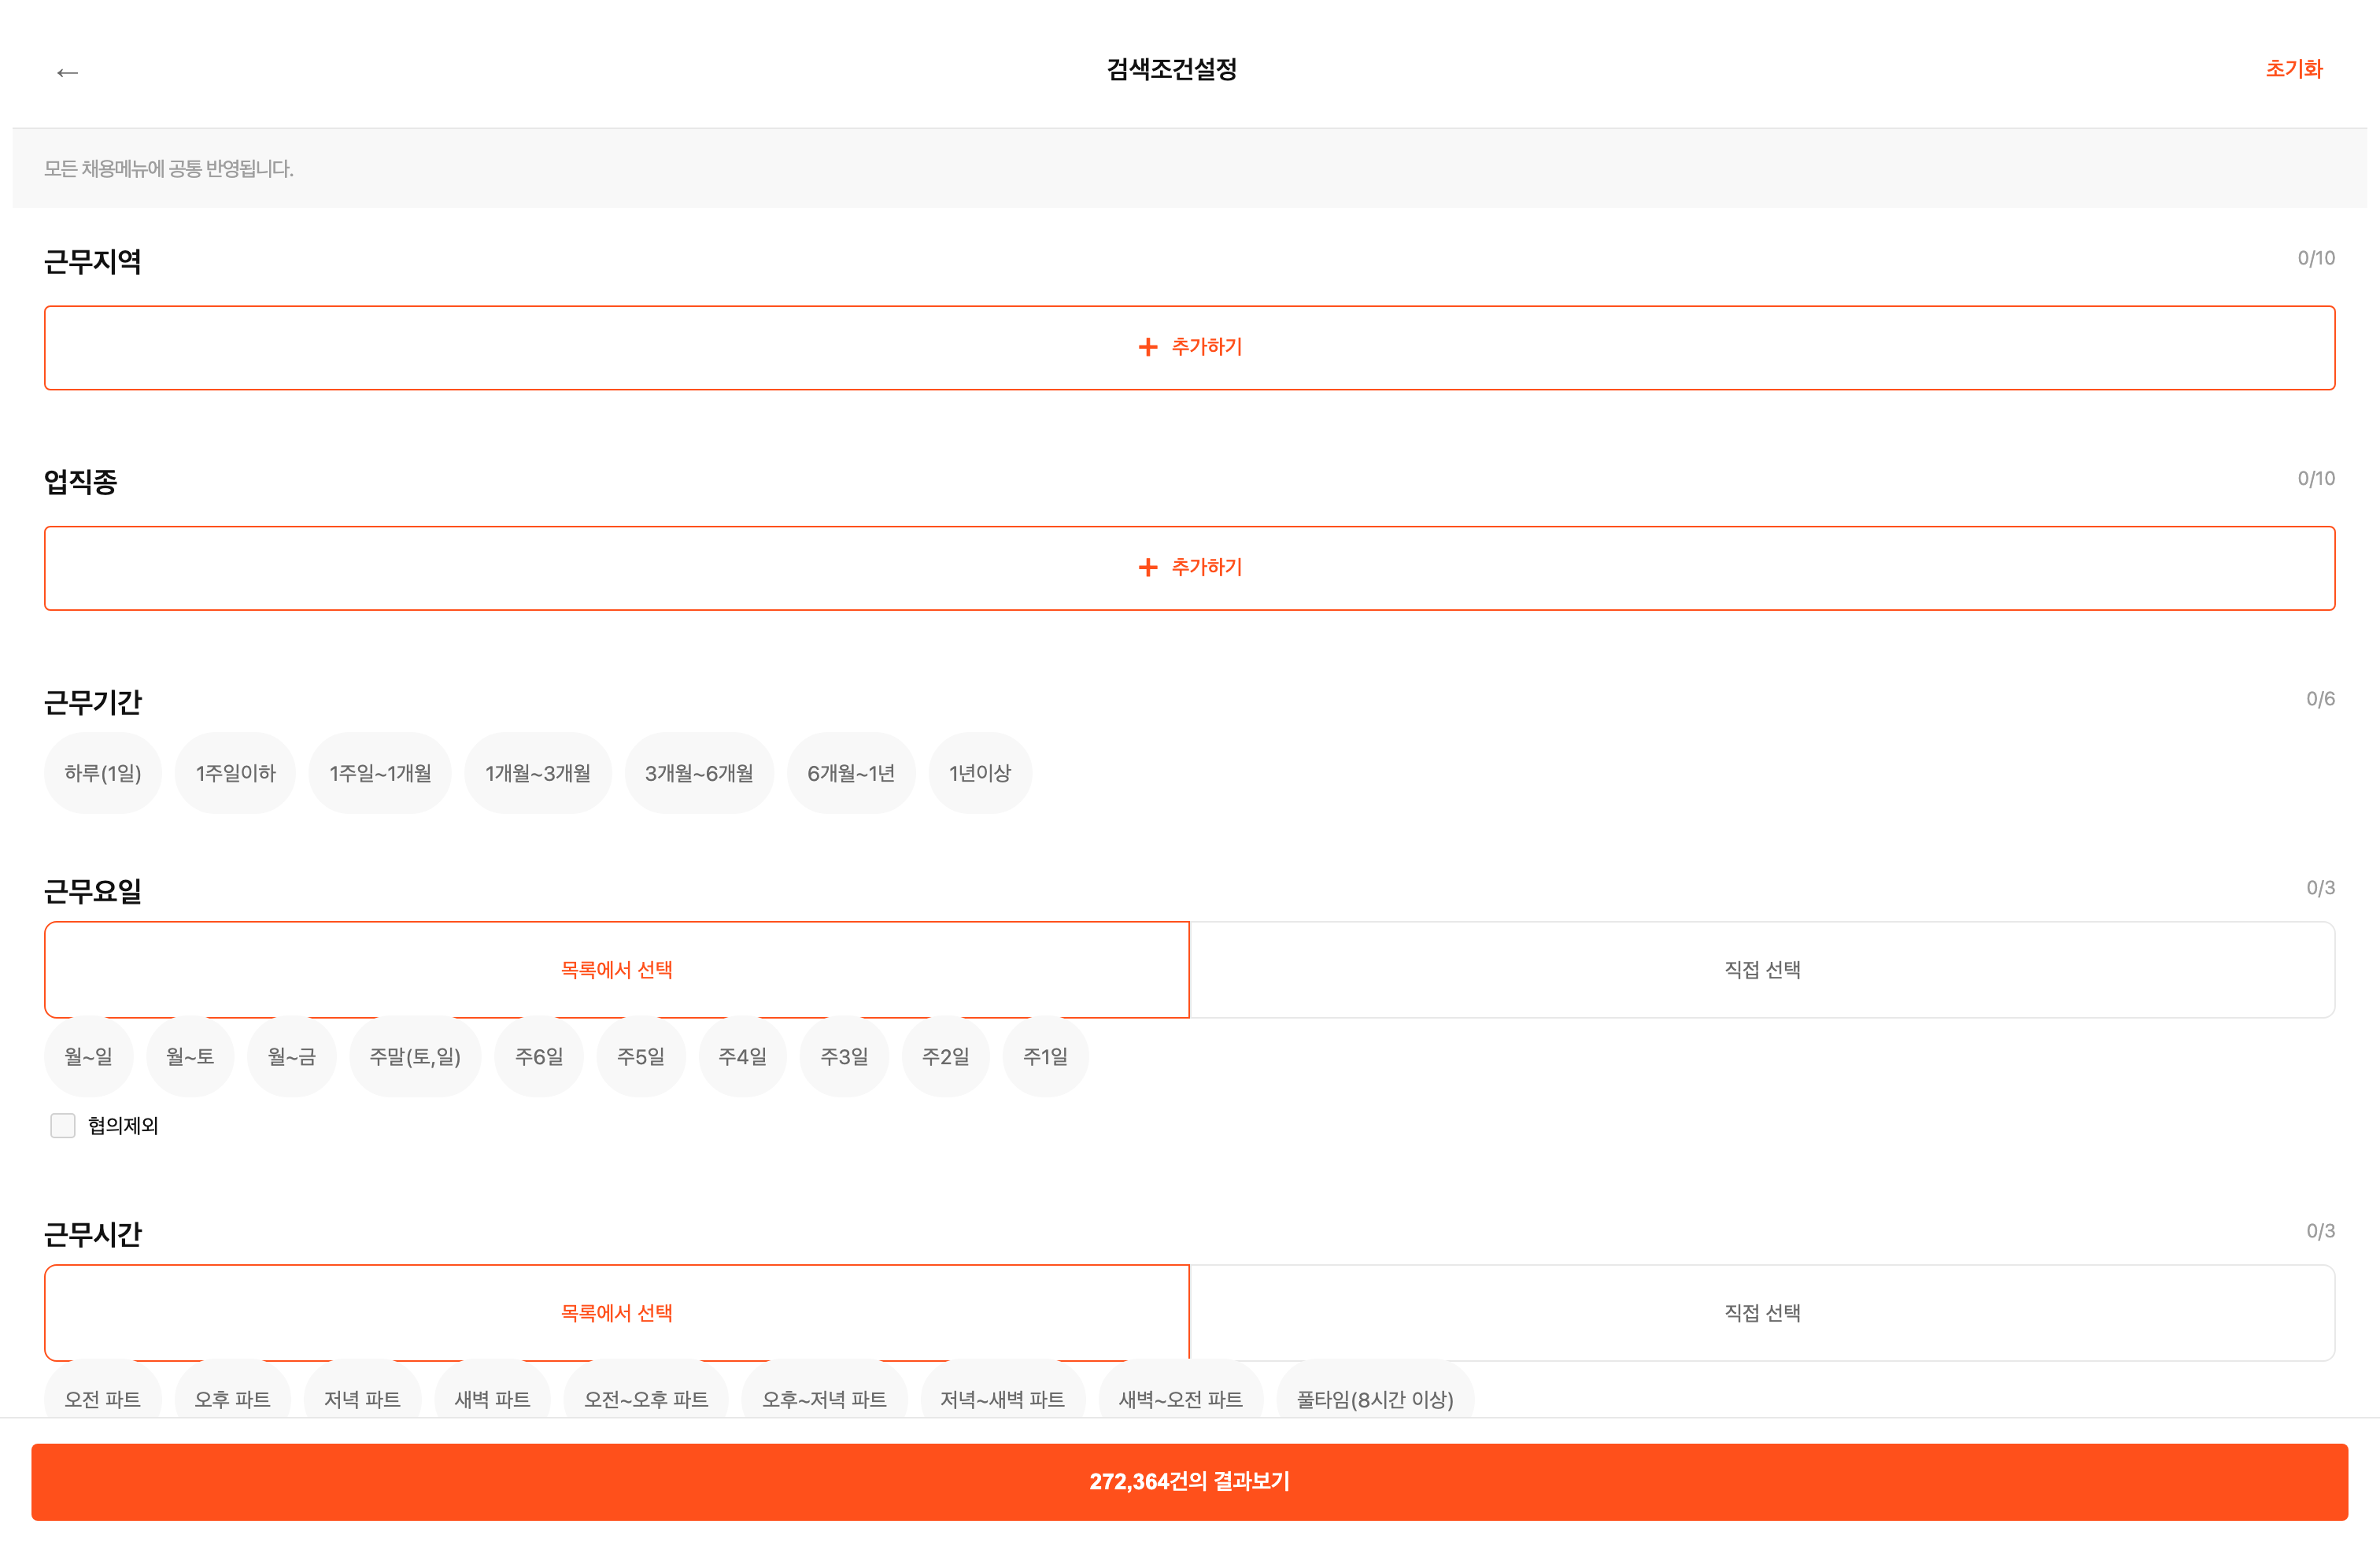 ←
검색조건설정
초기화
모든 채용메뉴에 공통 반영됩니다.
근무지역
0/10
+ 추가하기
업직종
0/10
+ 추가하기
근무기간
0/6
하루(1일) 1주일이하 1주일~1개월 1개월~3개월 3개월~6개월 6개월~1년 1년이상
근무요일
0/3
목록에서 선택 직접 선택
월~일 월~토 월~금 주말(토,일) 주6일 주5일 주4일 주3일 주2일 주1일
협의제외
근무시간
0/3
목록에서 선택 직접 선택
오전 파트 오후 파트 저녁 파트 새벽 파트 오전~오후 파트 오후~저녁 파트 저녁~새벽 파트 새벽~오전 파트 풀타임(8시간 이상)
272,364건의 결과보기